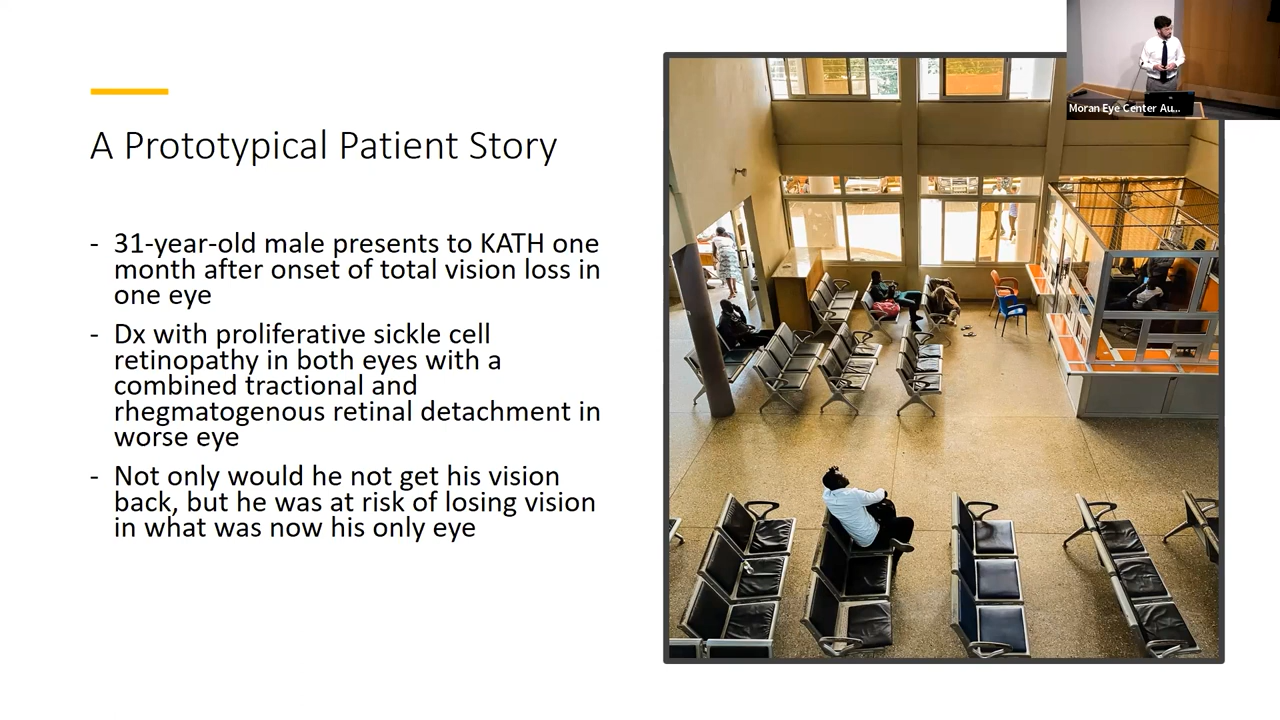 A Prototypical Patient Story
- 31-year-old male presents to KATH one
month after onset of total vision loss in
one eye
- Dx with proliferative sickle cell
retinopathy in both eyes with a
combined tractional and
rhegmatogenous retinal detachment in
worse eye
- Not only would he not get his vision
back, but he was at risk of losing vision
in what was now his only eye
Moran Eye Center Au...